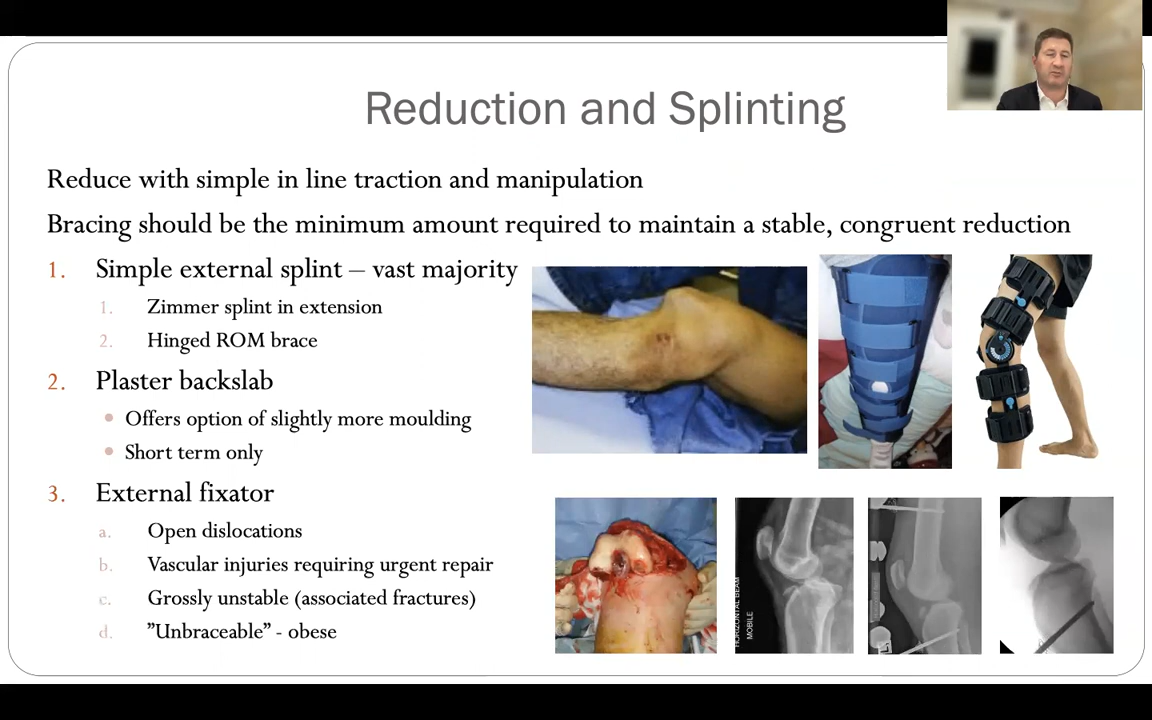 Reduction and Splinting
Reduce with simple in line traction and manipulation
Bracing should be the minimum amount required to maintain a stable, congruent reduction
1. Simple external splint – vast majority
1. Zimmer splint in extension
2. Hinged ROM brace
2. Plaster backslab
• Offers option of slightly more moulding
• Short term only
3. External fixator
a. Open dislocations
b. Vascular injuries requiring urgent repair
c. Grossly unstable (associated fractures)
d. ”Unbraceable” - obese
HORIZONTAL BEAM
MOBILE